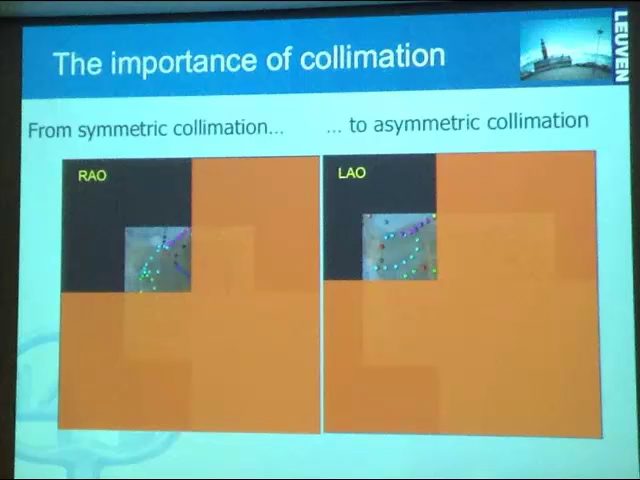 The importance of collimation
LEUVEN
From symmetric collimation...
... to asymmetric collimation
RAO
LAO